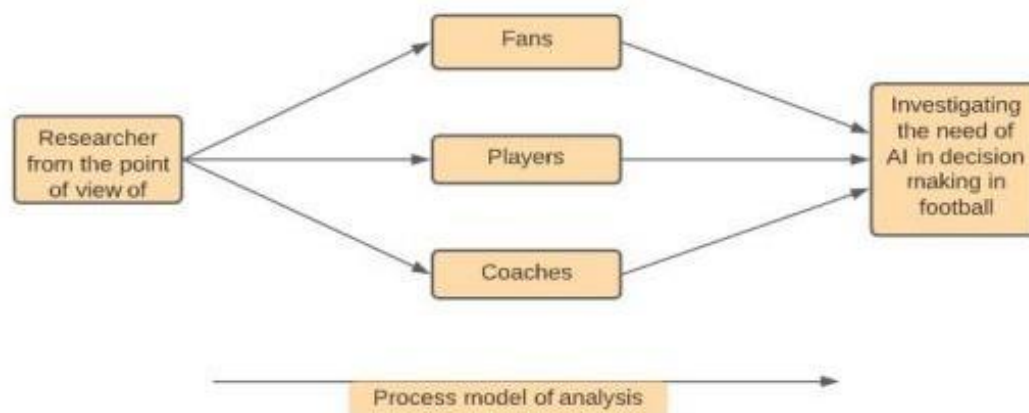 Fans
Researcher
from the point
of view of
Players
Coaches
Investigating
the need of
AI in decision
making in
football
Process model of analysis